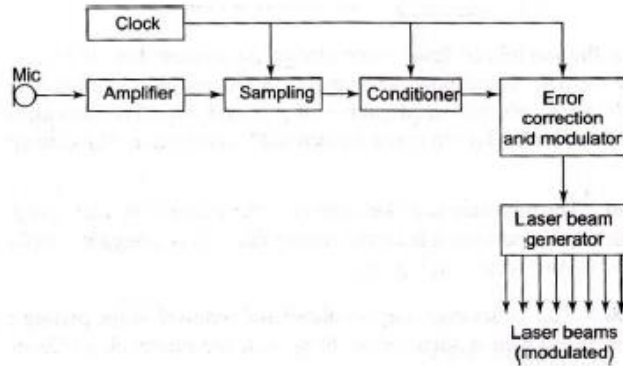 Clock
Mic
Amplifier
Sampling
Conditioner
Error
correction
and modulator
Laser beam
generator
Laser beams
(modulated)